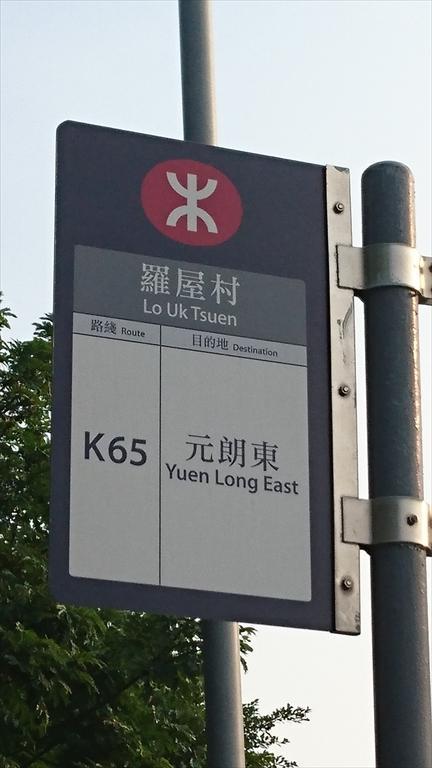 羅屋村
Lo Uk Tsuen
路綫 Route
目的地 Destination
K65
元朗東
Yuen Long East